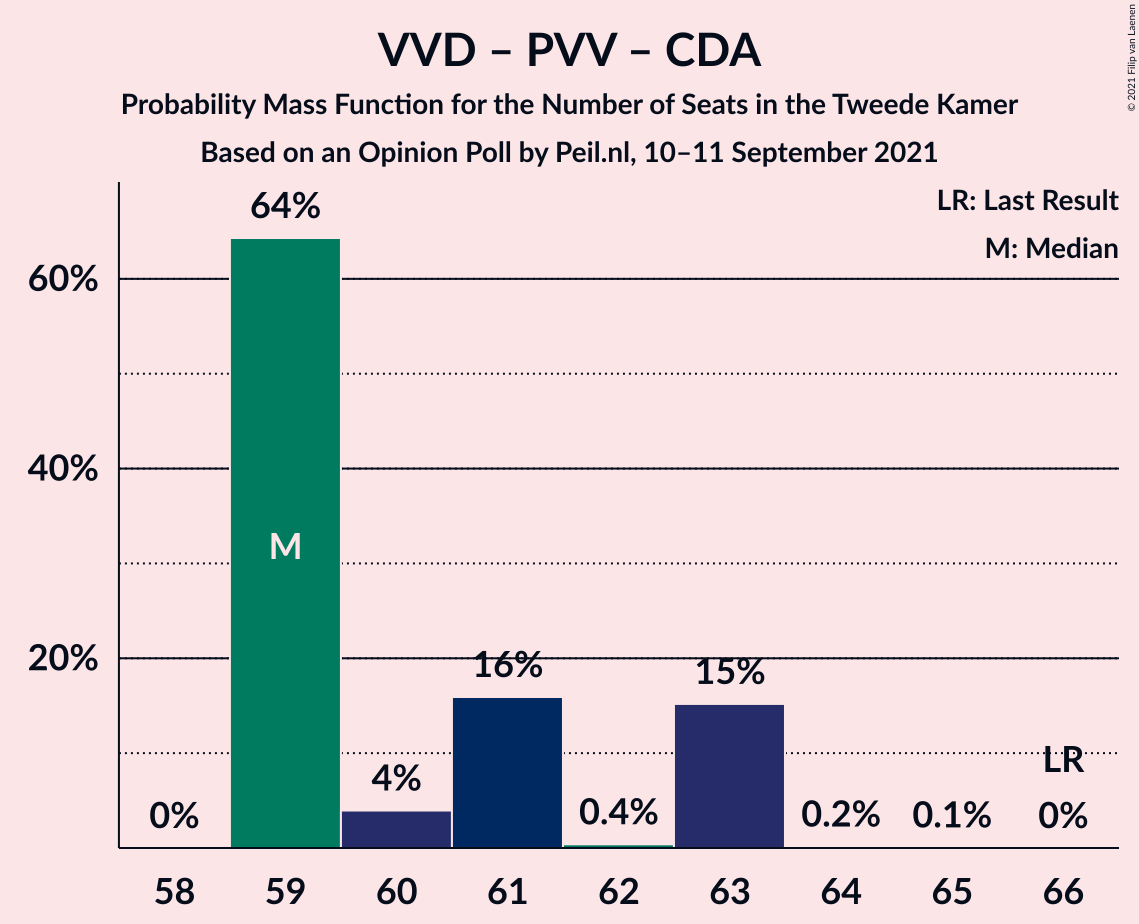 VVD – PVV – CDA
Probability Mass Function for the Number of Seats in the Tweede Kamer
Based on an Opinion Poll by Peil.nl, 10–11 September 2021
© 2021 Filip van Laenen
LR: Last Result
M: Median
60%
40%
20%
0%
64%
M
4%
16%
0.4%
15%
0.2%
0.1%
LR
0%
58 59 60 61 62 63 64 65 66